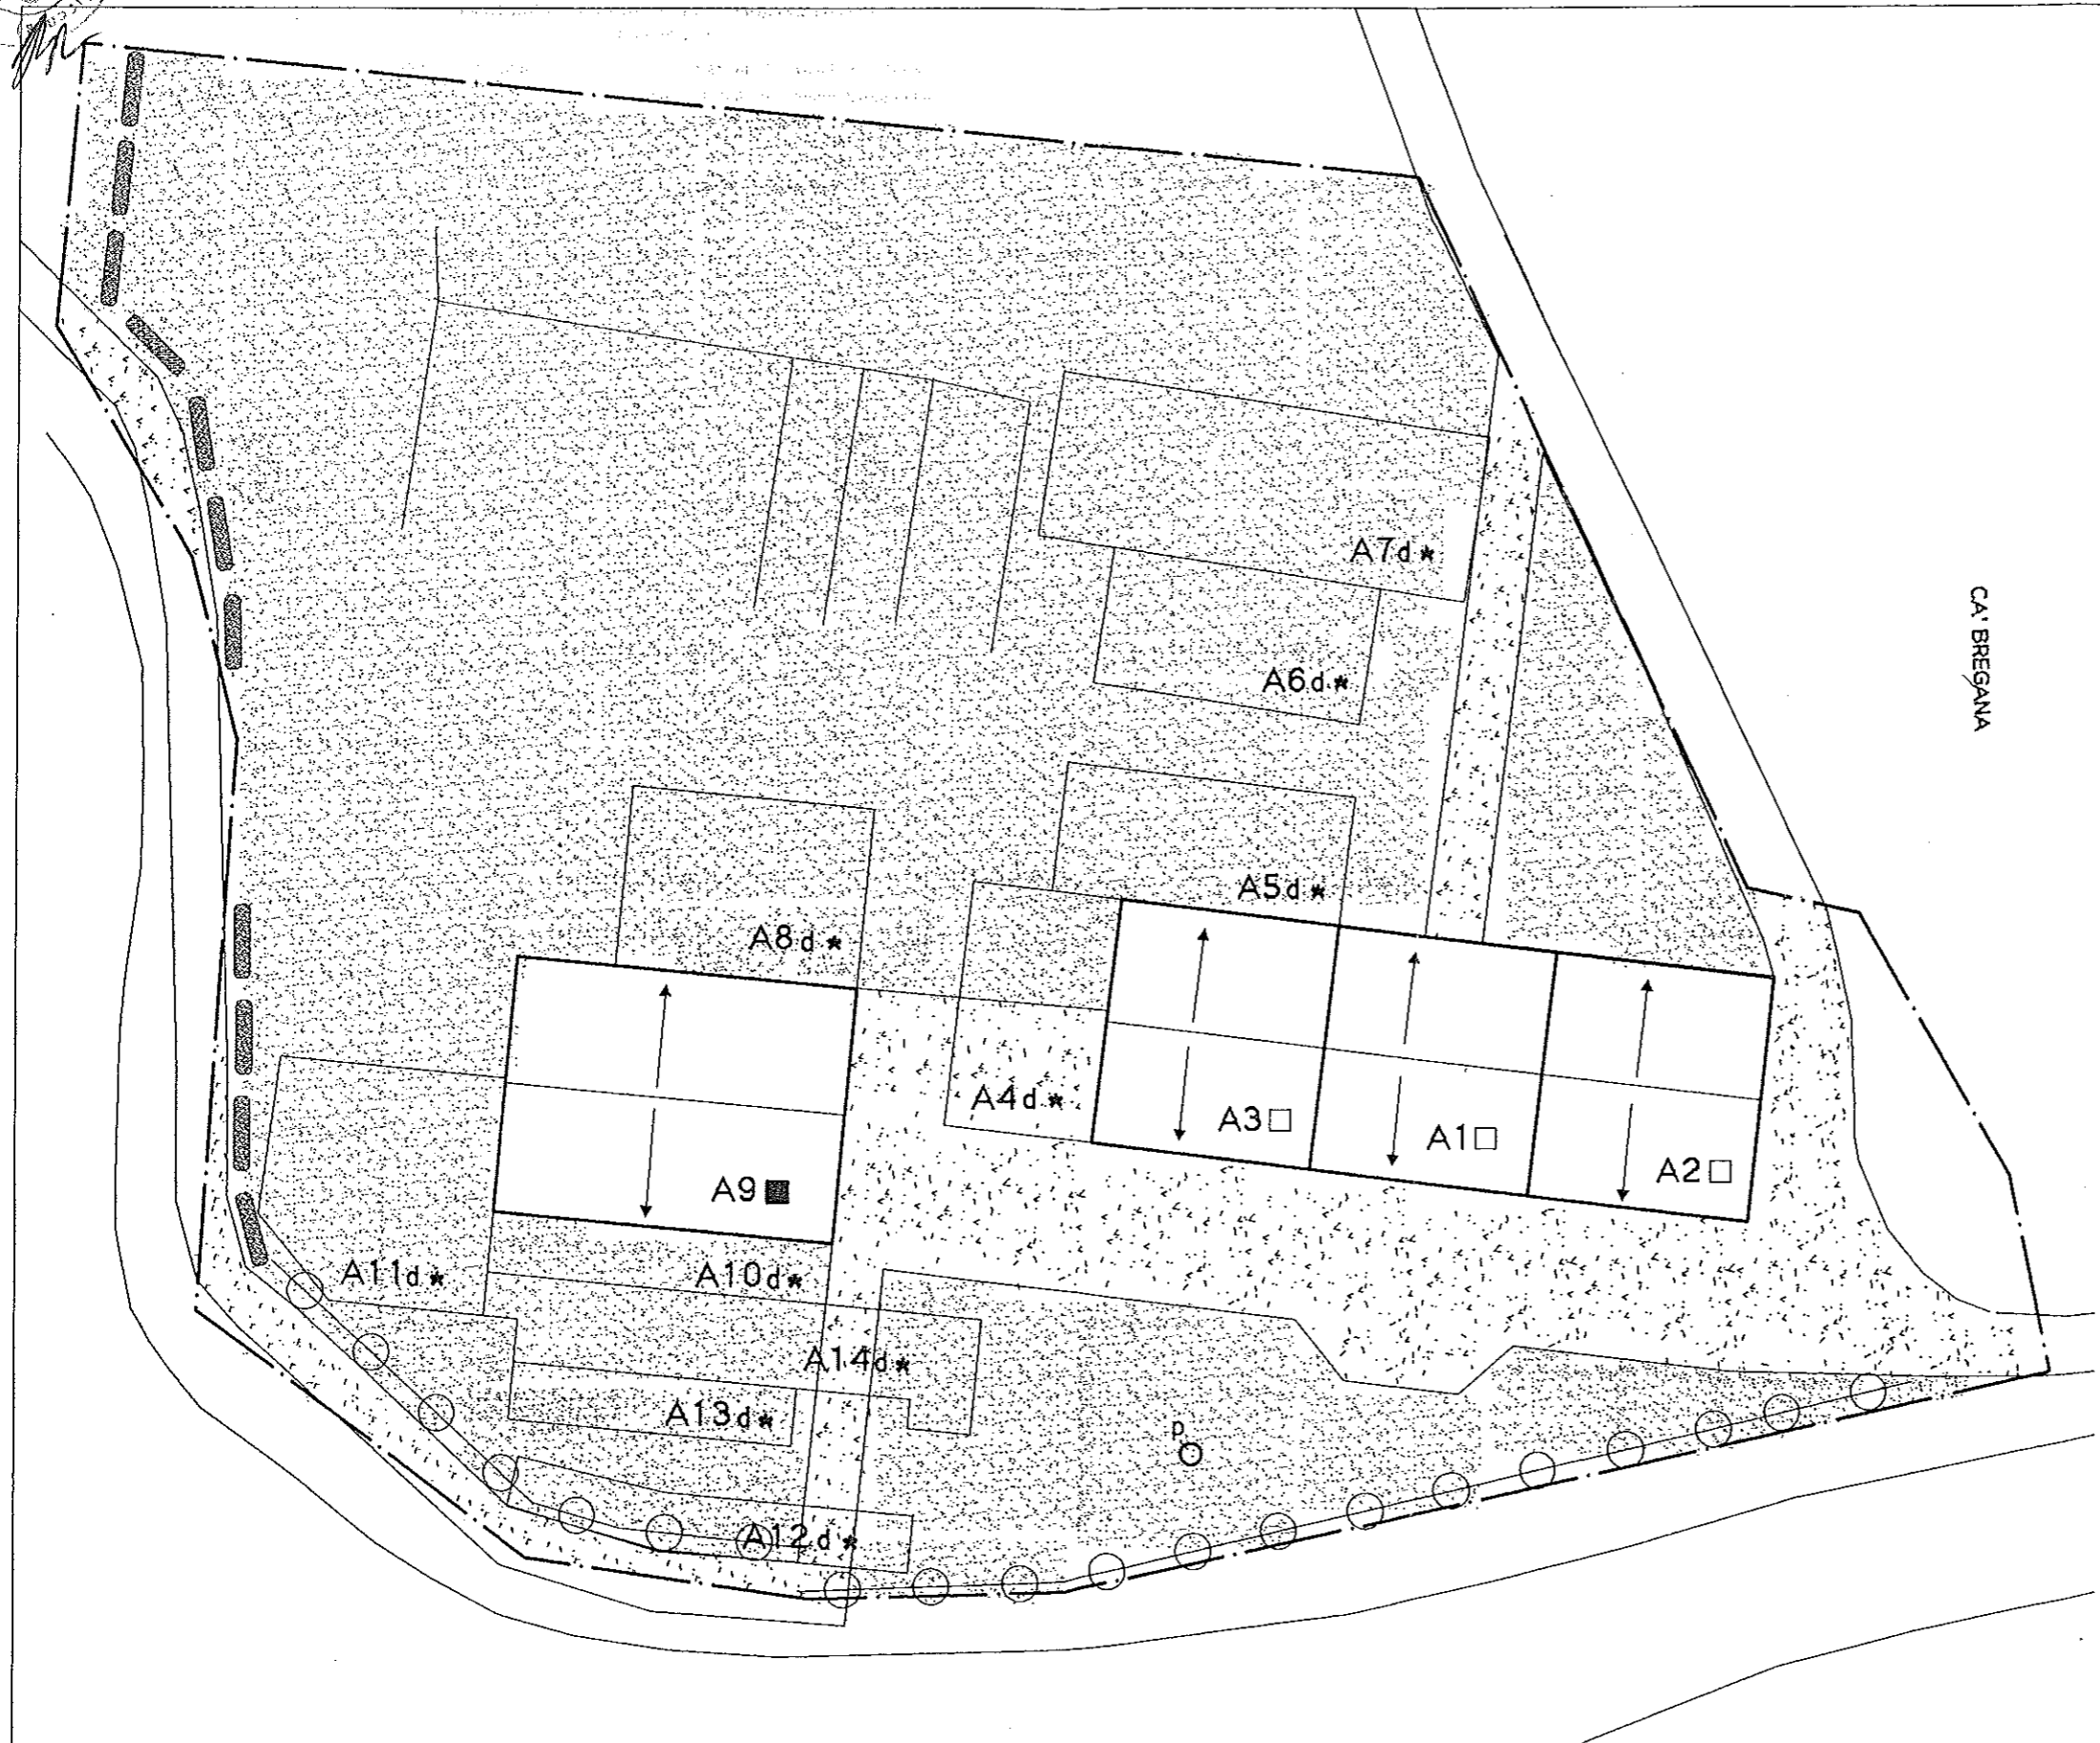 A7d*
CA' BREGANA
A6d*
A5d*
A8d*
A4d*
A3□
A1□
A2□
A9■
A11d*
A10d*
A14d*
A13d*
p
A12d*